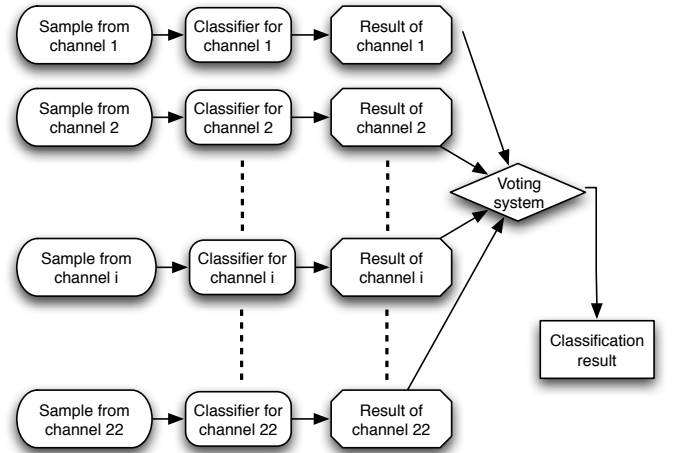 Sample from
channel 1
Classifier for
channel 1
Result of
channel 1
Sample from
channel 2
Classifier for
channel 2
Result of
channel 2
Voting
system
Sample from
channel i
Classifier for
channel i
Result of
channel i
Classification
result
Sample from
channel 22
Classifier for
channel 22
Result of
channel 22